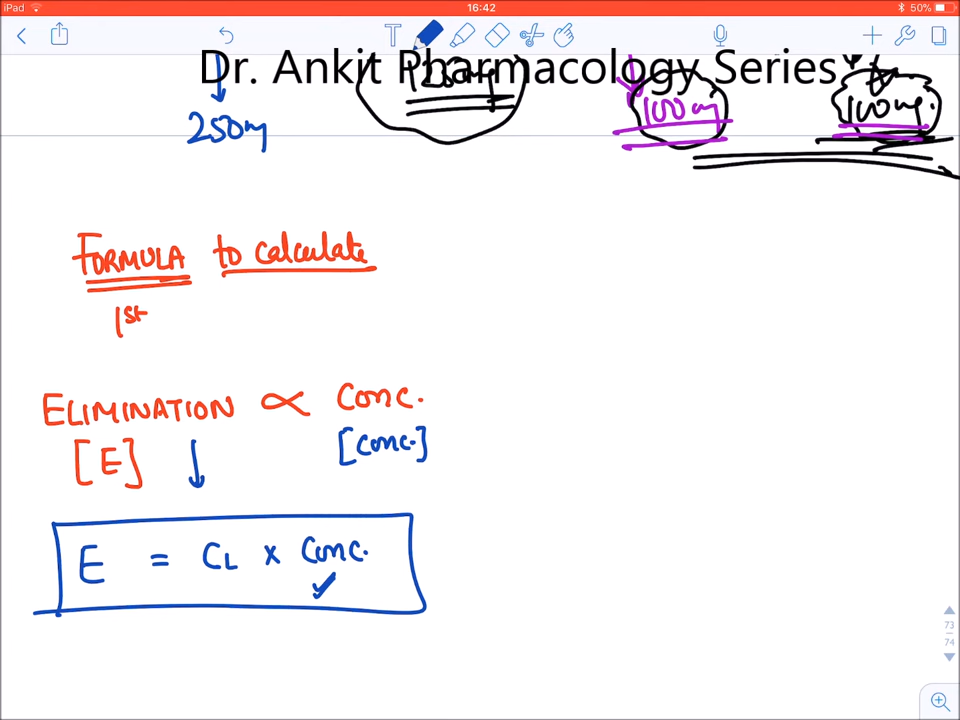 iPad 16:42 50%
T
Dr. Ankit Pharmacology Series
250mg 100mg 100mg.
FORMULA to calculate
1st
ELIMINATION ∝ Conc.
[E] ↓ [Conc.]
E = CL x Conc.
73
74